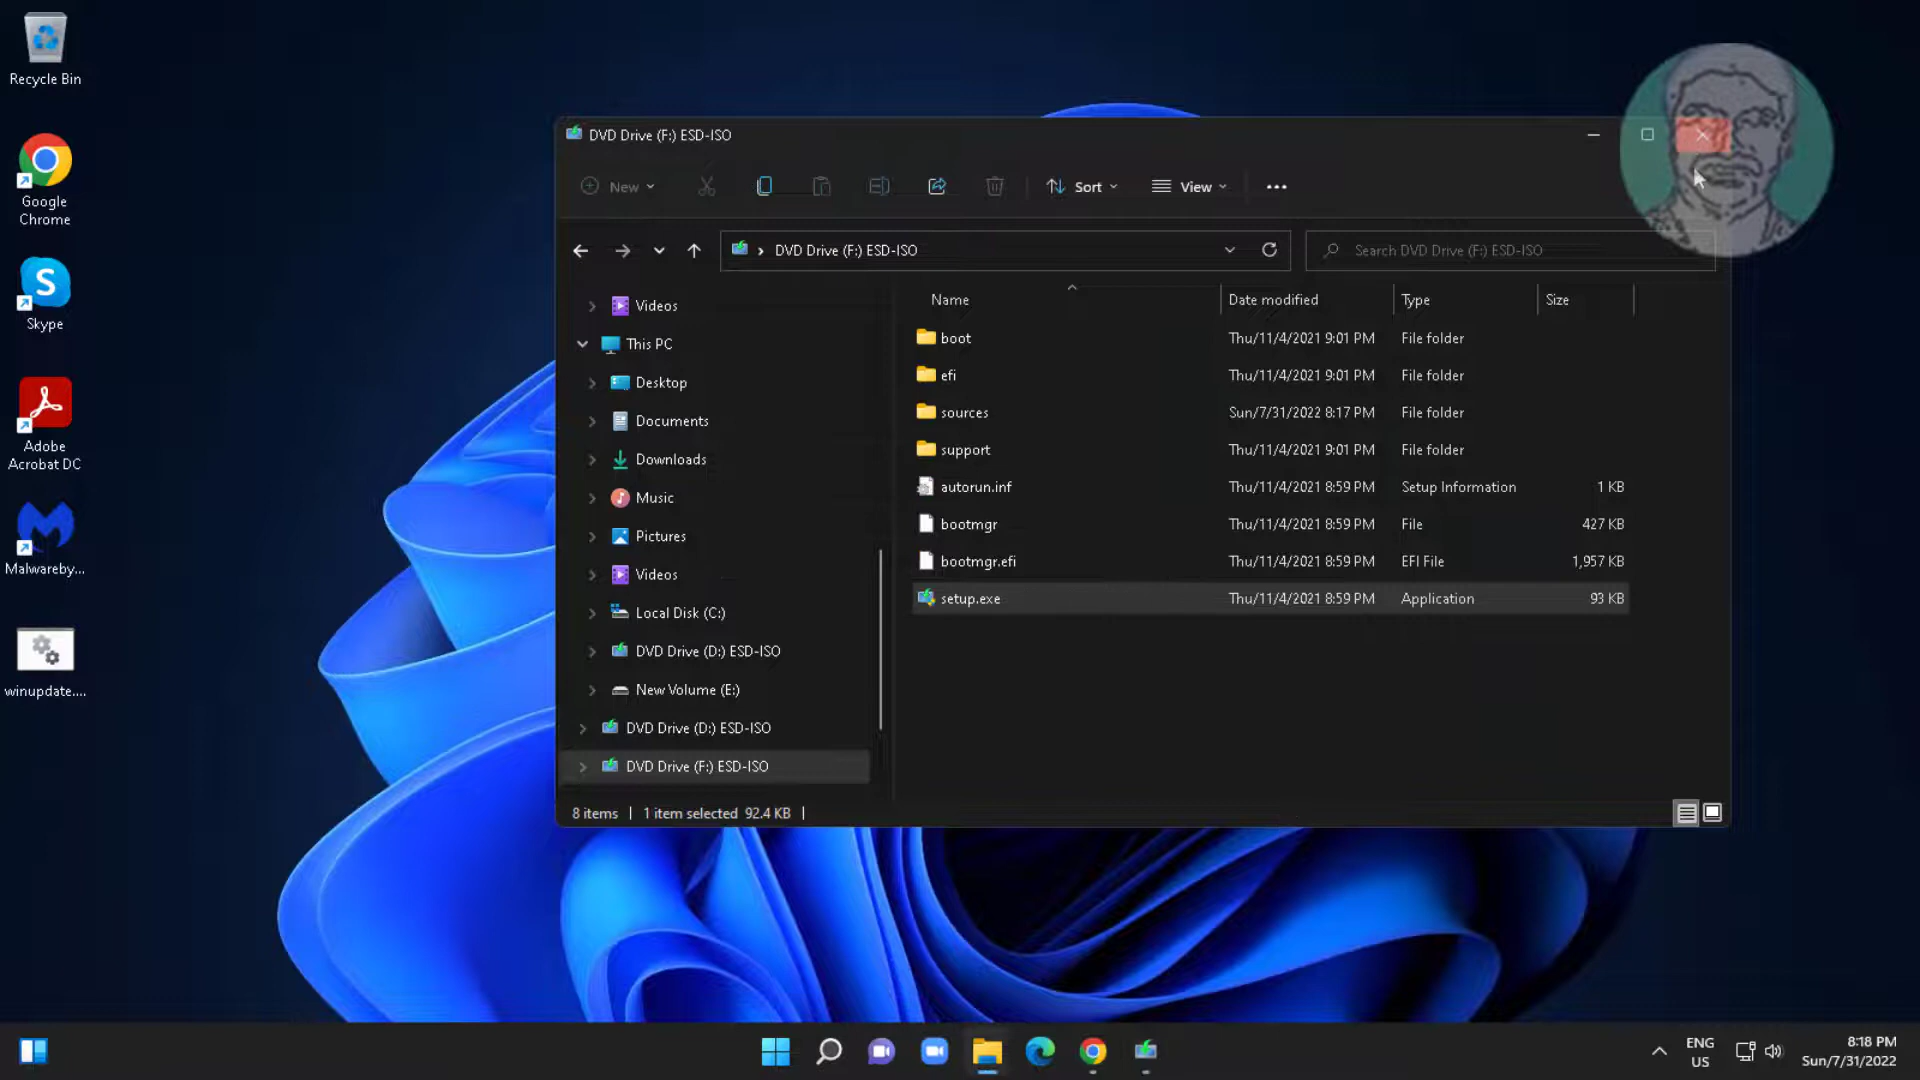 Recycle Bin
Google
Chrome
Skype
Adobe
Acrobat DC
Malwareby...
winupdate....
DVD Drive (F:) ESD-ISO
New
Sort
View
DVD Drive (F:) ESD-ISO
Search DVD Drive (F:) ESD-ISO
Videos
This PC
Desktop
Documents
Downloads
Music
Pictures
Videos
Local Disk (C:)
DVD Drive (D:) ESD-ISO
New Volume (E:)
DVD Drive (D:) ESD-ISO
DVD Drive (F:) ESD-ISO
Name Date modified Type Size
boot Thu/11/4/2021 9:01 PM File folder
efi Thu/11/4/2021 9:01 PM File folder
sources Sun/7/31/2022 8:17 PM File folder
support Thu/11/4/2021 9:01 PM File folder
autorun.inf Thu/11/4/2021 8:59 PM Setup Information 1 KB
bootmgr Thu/11/4/2021 8:59 PM File 427 KB
bootmgr.efi Thu/11/4/2021 8:59 PM EFI File 1,957 KB
setup.exe Thu/11/4/2021 8:59 PM Application 93 KB
8 items | 1 item selected 92.4 KB |
ENG
US
8:18 PM
Sun/7/31/2022